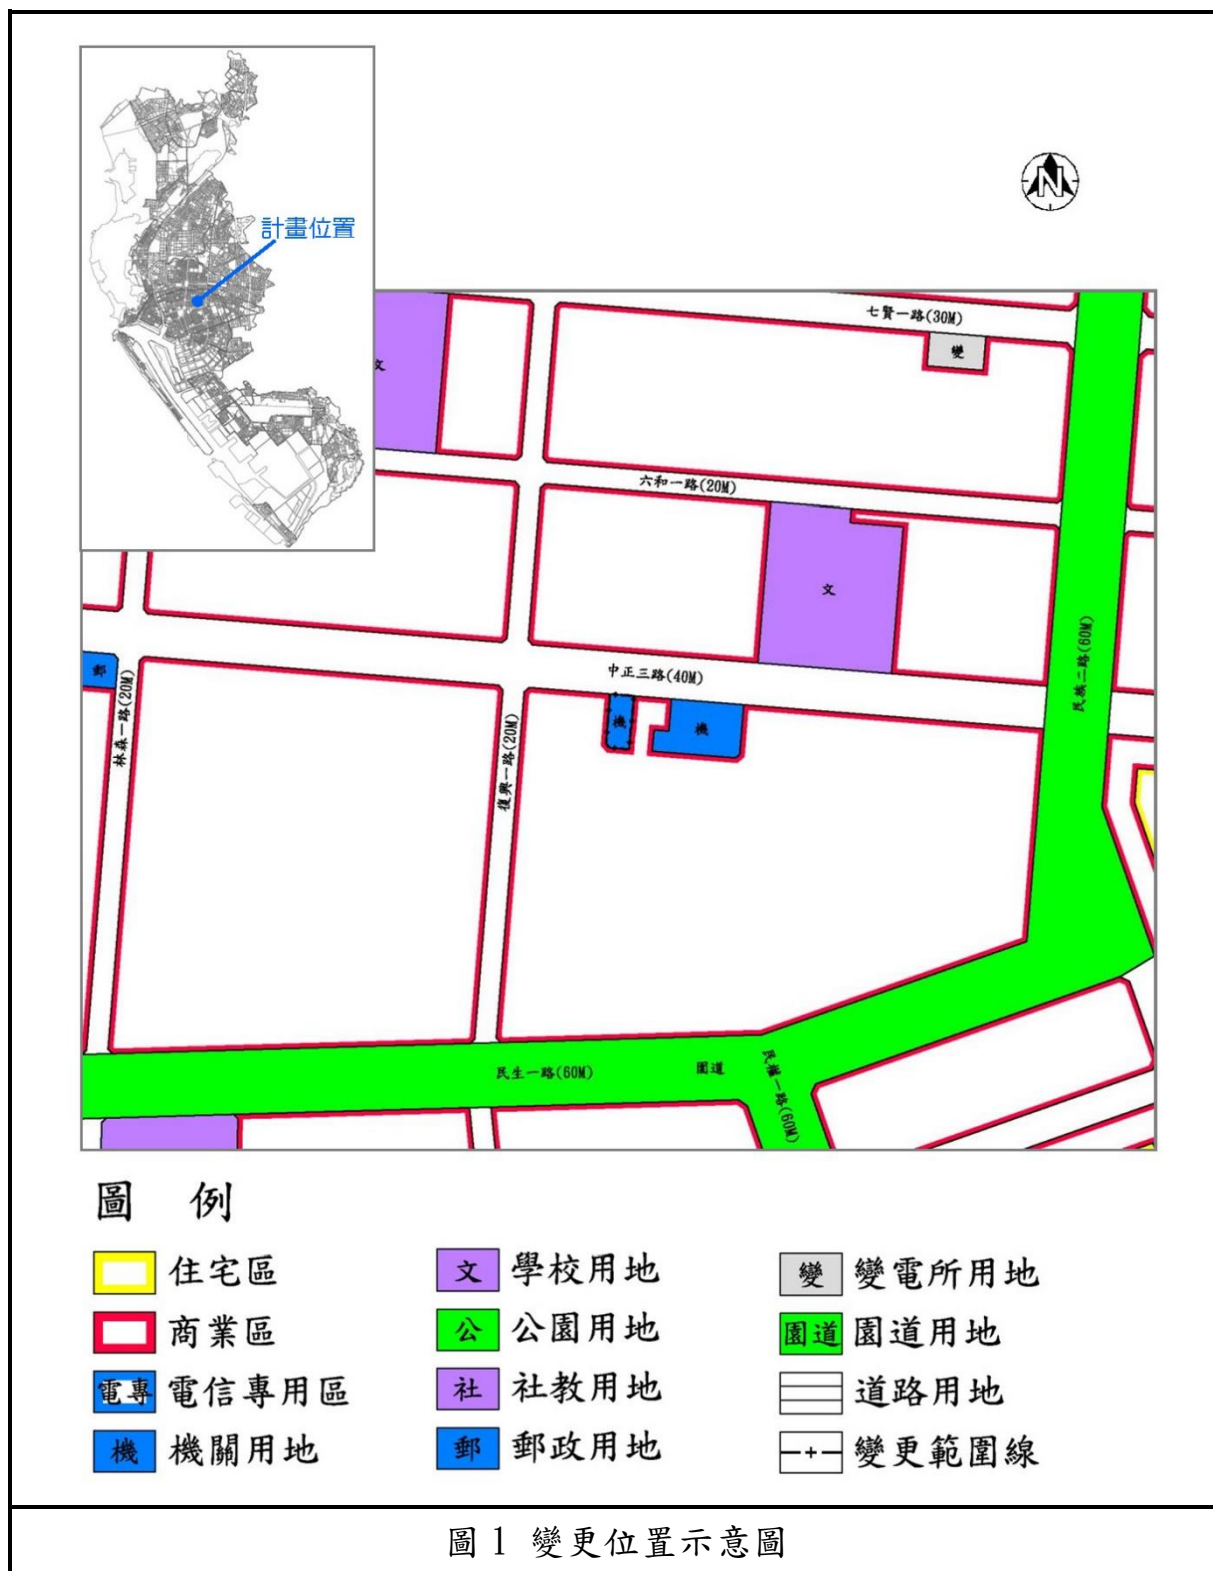 計畫位置
N
七賢一路(30M)
變
文
六和一路(20M)
文
民族二路(60M)
中正三路(40M)
郵
林森一路(20M)
復興一路(20M)
機
機
民生一路(60M)
園道
民權一路(60M)
圖 例
住宅區
文 學校用地
變 變電所用地
商業區
公 公園用地
園道 園道用地
電專 電信專用區
社 社教用地
道路用地
機 機關用地
郵 郵政用地
變更範圍線
圖 1 變更位置示意圖